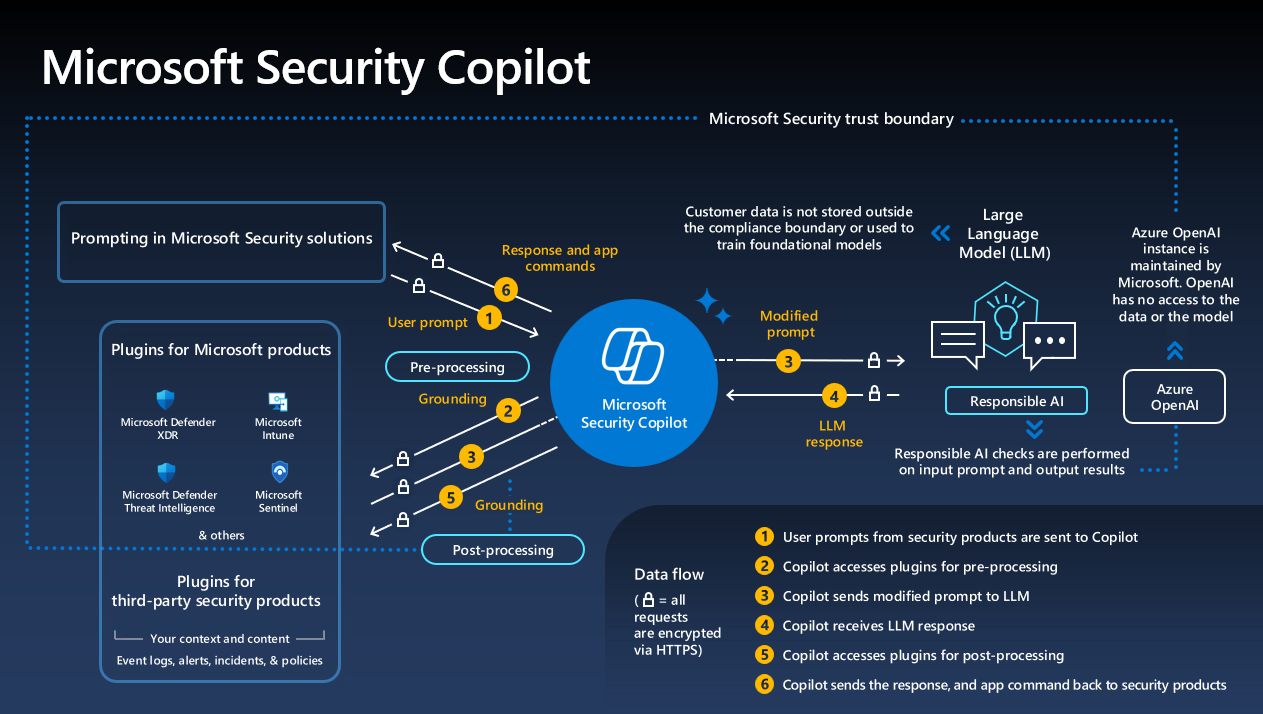 Microsoft Security Copilot
Microsoft Security trust boundary
Prompting in Microsoft Security solutions
Response and app
commands
6
User prompt
1
Customer data is not stored outside
the compliance boundary or used to
train foundational models
Large
Language
Model (LLM)
Azure OpenAI
instance is
maintained by
Microsoft. OpenAI
has no access to the
data or the model
Plugins for Microsoft products
Microsoft Defender
XDR
Microsoft
Intune
Microsoft Defender
Threat Intelligence
Microsoft
Sentinel
& others
Plugins for
third-party security products
Your context and content
Event logs, alerts, incidents, & policies
Pre-processing
Grounding
2
3
5
Grounding
Post-processing
Microsoft
Security Copilot
Modified
prompt
3
4
LLM
response
Responsible AI
Responsible AI checks are performed
on input prompt and output results
Azure
OpenAI
Data flow
( = all
requests
are encrypted
via HTTPS)
1 User prompts from security products are sent to Copilot
2 Copilot accesses plugins for pre-processing
3 Copilot sends modified prompt to LLM
4 Copilot receives LLM response
5 Copilot accesses plugins for post-processing
6 Copilot sends the response, and app command back to security products